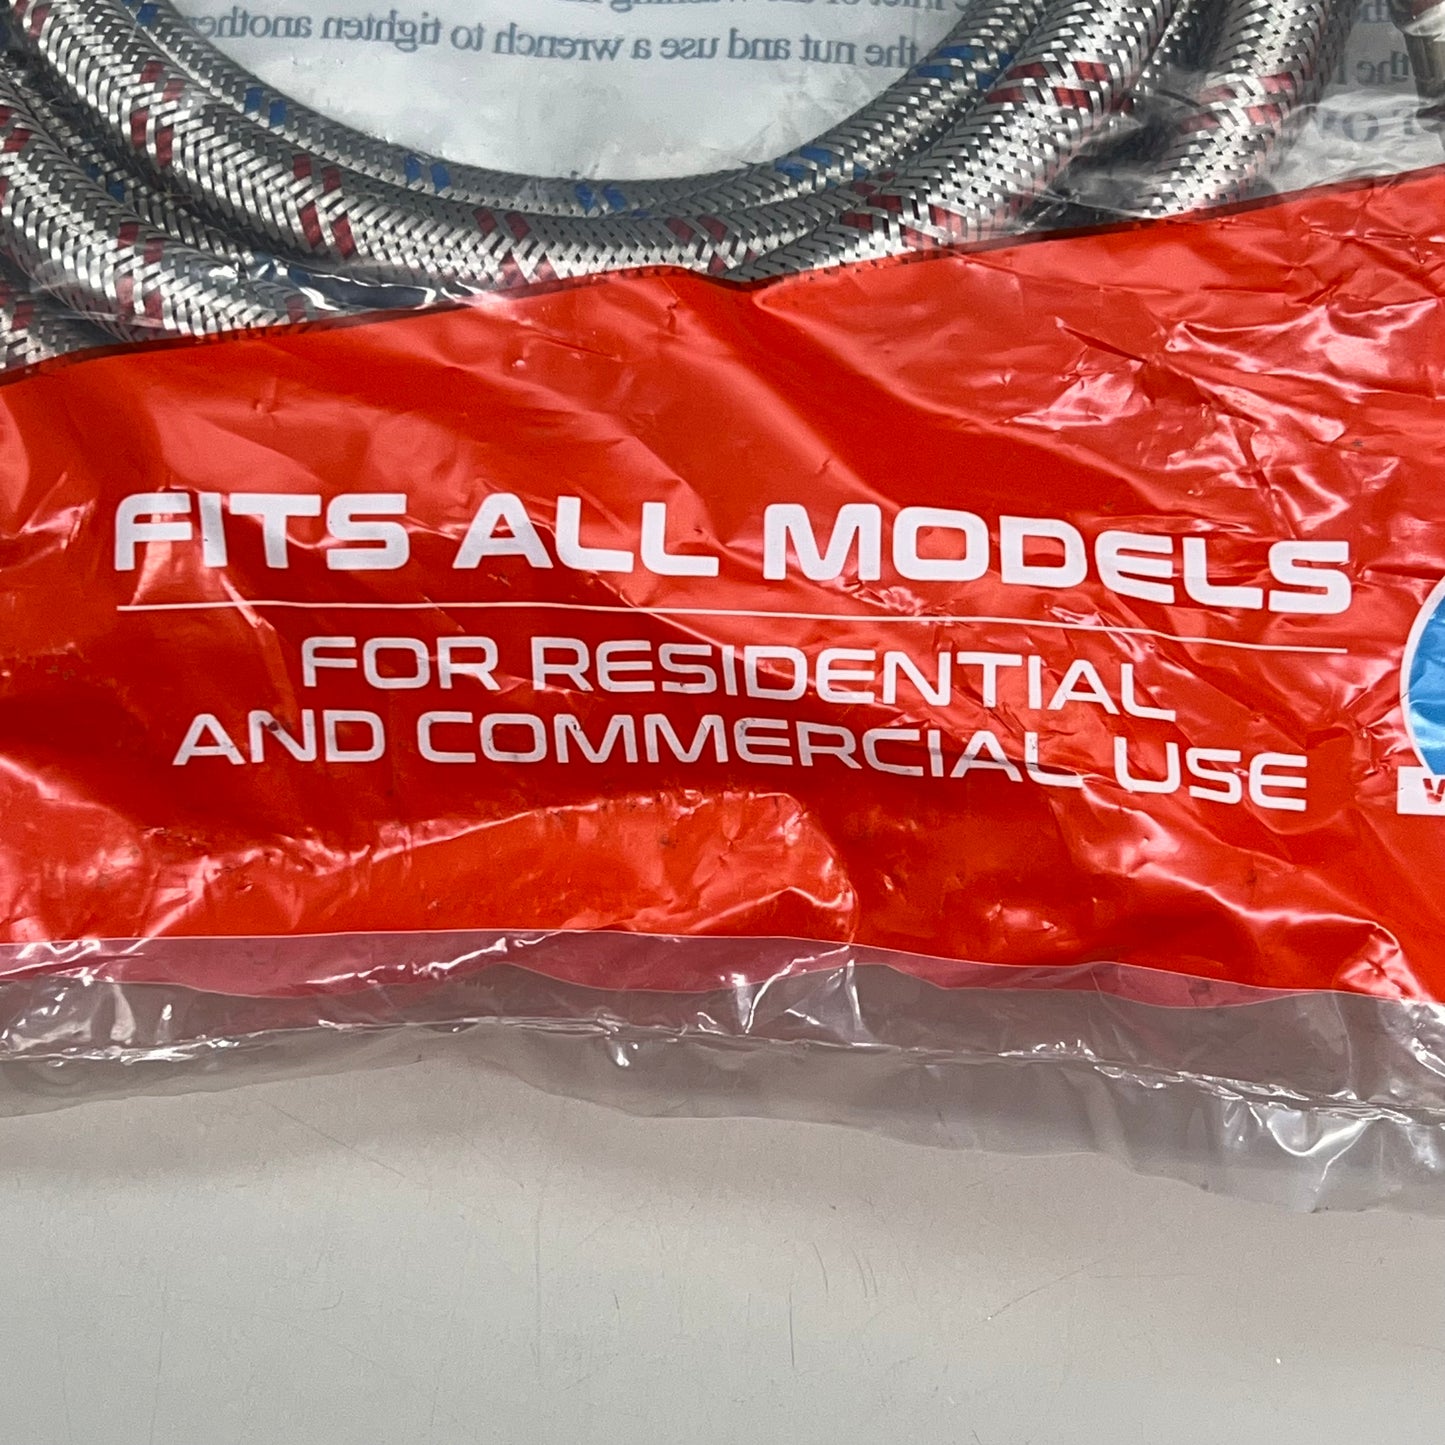 the nut and use a wrench to tighten another
FITS ALL MODELS
FOR RESIDENTIAL
AND COMMERCIAL USE